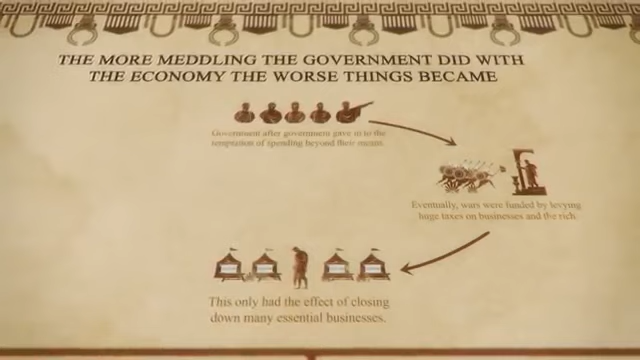 THE MORE MEDDLING THE GOVERNMENT DID WITH
THE ECONOMY THE WORSE THINGS BECAME
Government after government gave in to the
temptation of spending beyond their means.
Eventually, wars were funded by levying
huge taxes on businesses and the rich.
This only had the effect of closing
down many essential businesses.